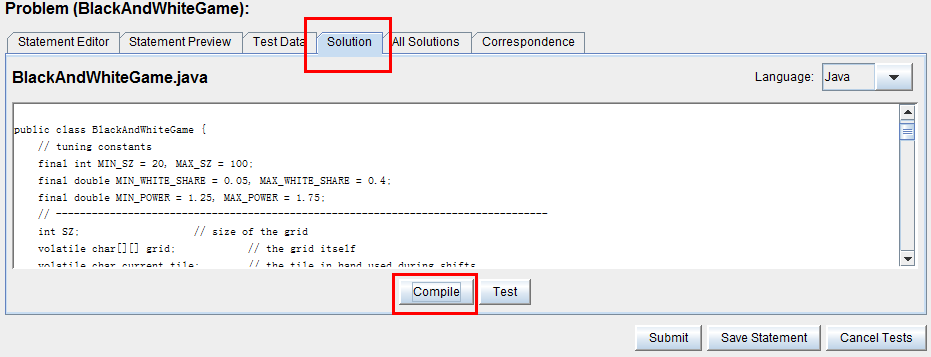 Problem (BlackAndWhiteGame):
Statement Editor Statement Preview Test Data Solution All Solutions Correspondence
BlackAndWhiteGame.java Language: Java
public class BlackAndWhiteGame {
// tuning constants
final int MIN_SZ = 20, MAX_SZ = 100;
final double MIN_WHITE_SHARE = 0.05, MAX_WHITE_SHARE = 0.4;
final double MIN_POWER = 1.25, MAX_POWER = 1.75;
// ----------------------------------------------------------------------------------
int SZ; // size of the grid
volatile char[][] grid; // the grid itself
volatile char current_tile; // the tile in hand used during shifts
Compile Test
Submit Save Statement Cancel Tests